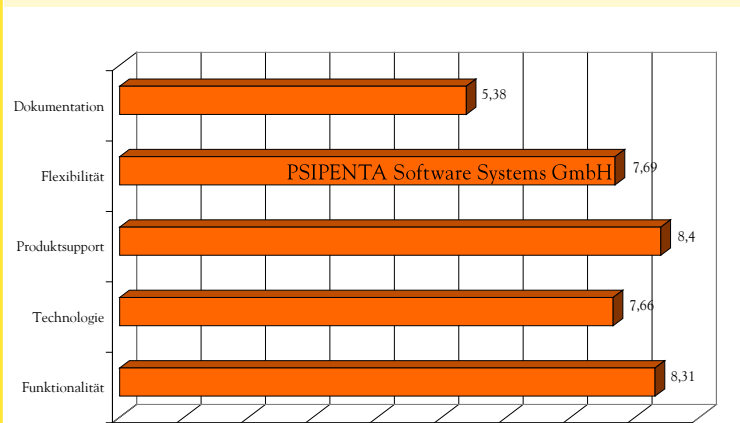 Dokumentation 5,38
Flexibilität PSIPENTA Software Systems GmbH 7,69
Produktsupport 8,4
Technologie 7,66
Funktionalität 8,31